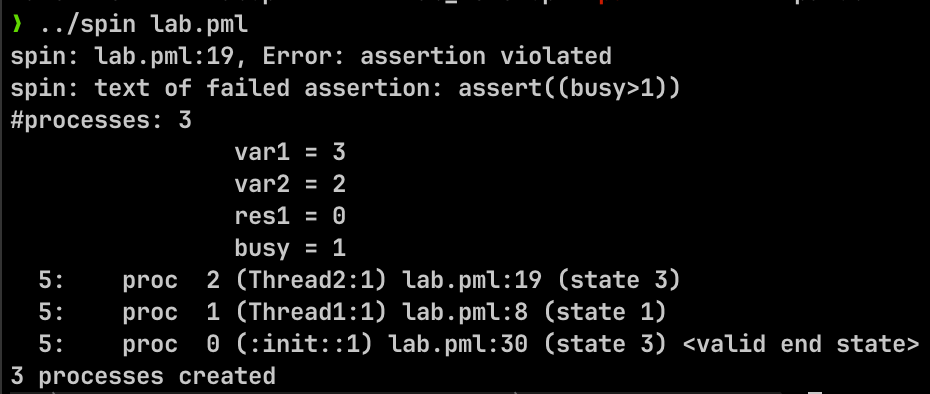 ❯ ../spin lab.pml
spin: lab.pml:19, Error: assertion violated
spin: text of failed assertion: assert((busy>1))
#processes: 3
                var1 = 3
                var2 = 2
                res1 = 0
                busy = 1
  5:    proc  2 (Thread2:1) lab.pml:19 (state 3)
  5:    proc  1 (Thread1:1) lab.pml:8 (state 1)
  5:    proc  0 (:init::1) lab.pml:30 (state 3) <valid end state>
3 processes created